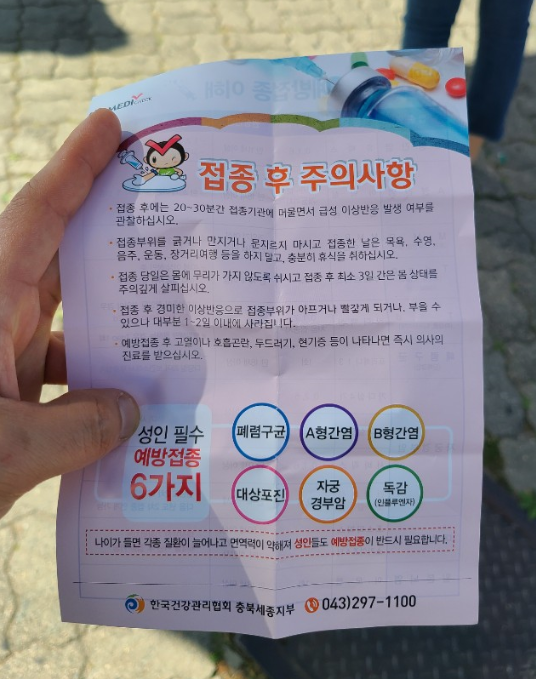 MEDI
접종 후 주의사항
· 접종 후에는 20~30분간 접종기관에 머물면서 급성 이상반응 발생 여부를
관찰하십시오.
· 접종부위를 긁거나 만지거나 문지르지 마시고 접종한 날은 목욕, 수영,
음주, 운동, 장거리여행 등을 하지 말고, 충분히 휴식을 취하십시오.
· 접종 당일은 몸에 무리가 가지 않도록 쉬시고 접종 후 최소 3일 간은 몸 상태를
주의깊게 살피십시오.
· 접종 후 경미한 이상반응으로 접종부위가 아프거나 빨갛게 되거나, 부을 수
있으나 대부분 1~2일 이내에 사라집니다.
· 예방접종 후 고열이나 호흡곤란, 두드러기, 현기증 등이 나타나면 즉시 의사의
진료를 받으십시오.
성인 필수
예방접종
6가지
폐렴구균 A형간염 B형간염
대상포진 자궁경부암 독감
(인플루엔자)
나이가 들면 각종 질환이 늘어나고 면역력이 약해져 성인들도 예방접종이 반드시 필요합니다.
한국건강관리협회 충북세종지부 043)297-1100